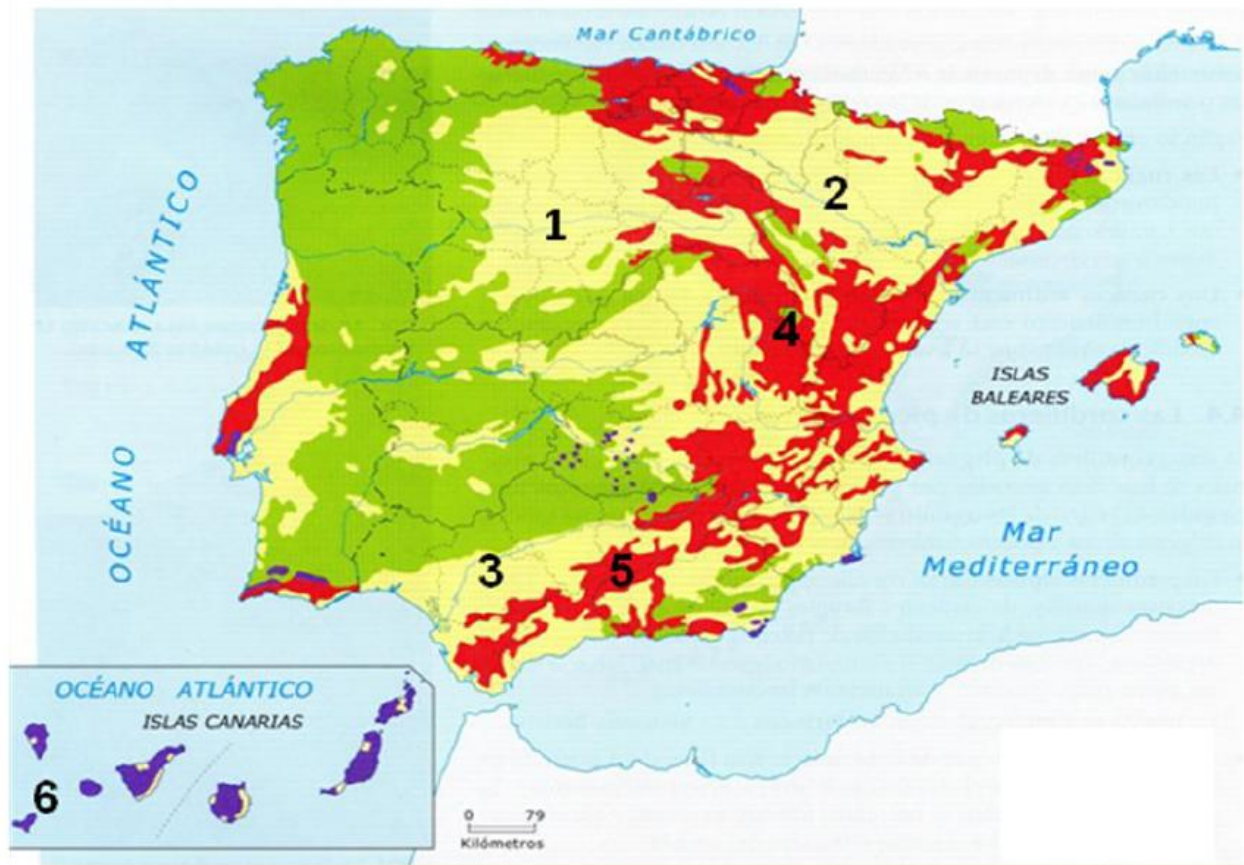 Mar Cantábrico
OCÉANO ATLÁNTICO
1
2
4
ISLAS
BALEARES
Mar
Mediterráneo
3
5
OCÉANO ATLÁNTICO
ISLAS CANARIAS
6
0 79
Kilómetros